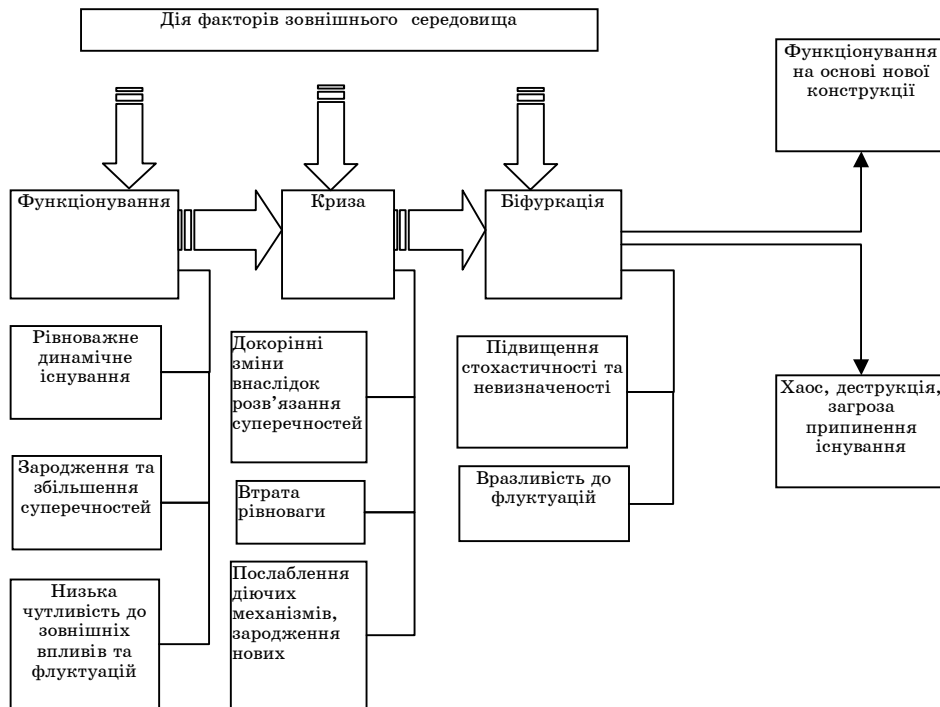 Дія факторів зовнішнього середовища
Функціонування
на основі нової
конструкції
Функціонування
Криза
Біфуркація
Рівноважне
динамічне
існування
Зародження та
збільшення
суперечностей
Низька
чутливість до
зовнішніх
впливів та
флуктуацій
Докорінні
зміни
внаслідок
розв’язання
суперечностей
Втрата
рівноваги
Послаблення
діючих
механізмів,
зародження
нових
Підвищення
стохастичності та
невизначеності
Вразливість до
флуктуацій
Хаос, деструкція,
загроза
припинення
існування